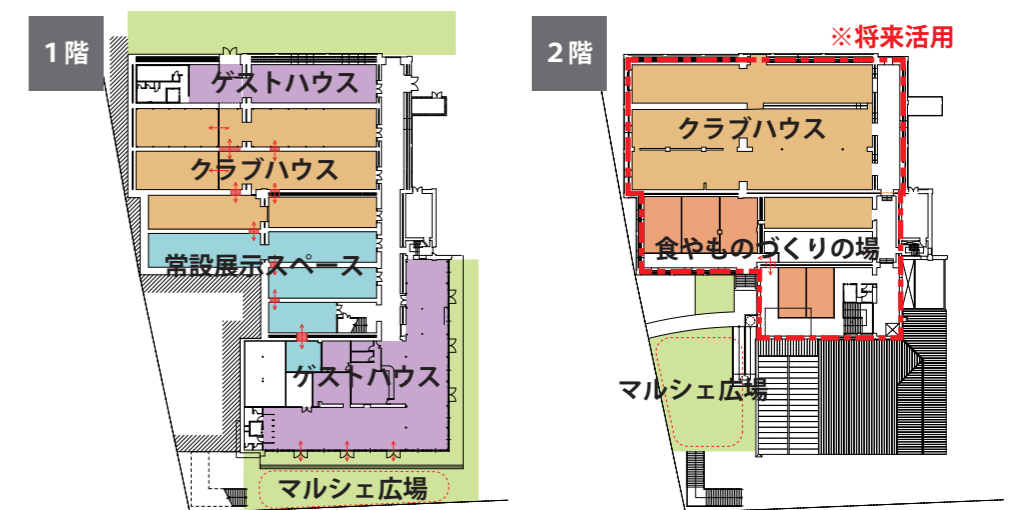 1階
ゲストハウス
クラブハウス
常設展示スペース
ゲストハウス
マルシェ広場
2階
※将来活用
クラブハウス
食やものづくりの場
マルシェ広場